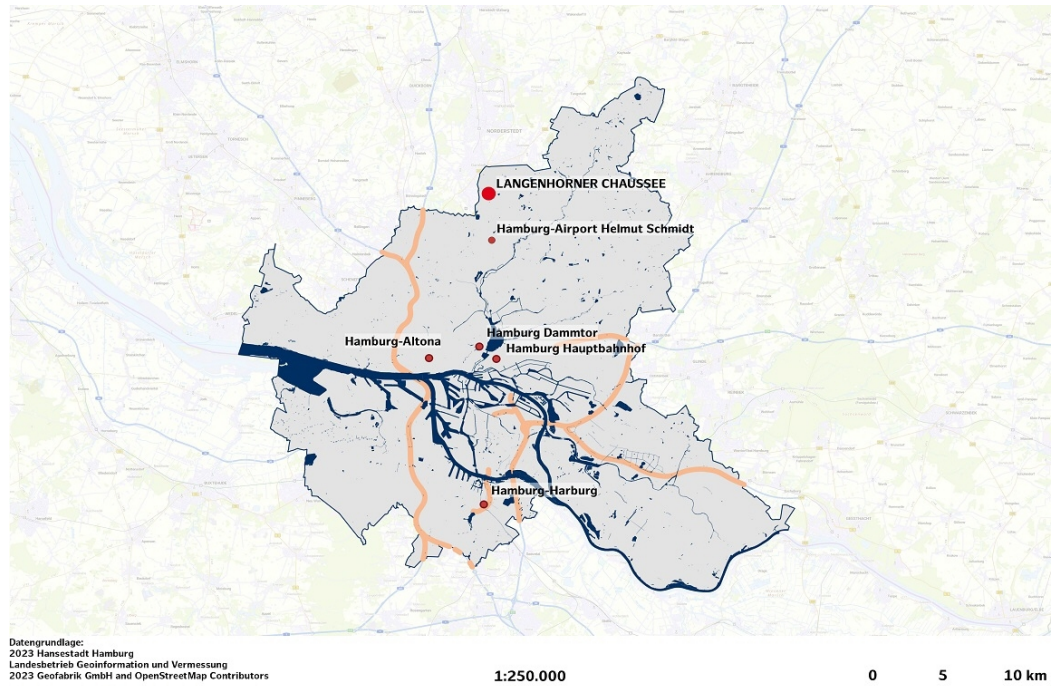 NORDERSTEDT
LANGENHORNER CHAUSSEE
Hamburg-Airport Helmut Schmidt
Hamburg Dammtor
Hamburg-Altona
Hamburg Hauptbahnhof
Hamburg-Harburg
Datengrundlage:
2023 Hansestadt Hamburg
Landesbetrieb Geoinformation und Vermessung
2023 Geofabrik GmbH and OpenStreetMap Contributors
1:250.000
0 5 10 km